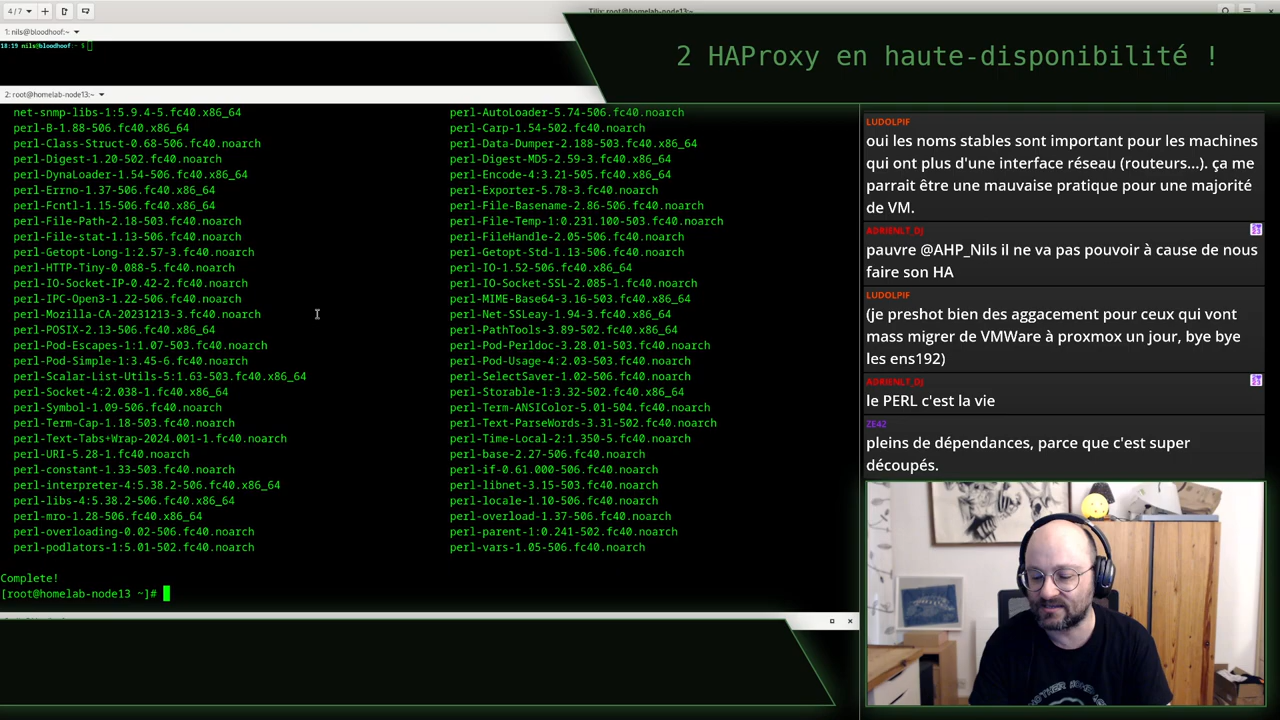 4 / 7
Tilix: root@homelab-node13:~
1: nils@bloodhoof:~
18:19 nils@bloodhoof:~ $
2 HAProxy en haute-disponibilité !
2: root@homelab-node13:~
net-snmp-libs-1:5.9.4-5.fc40.x86_64 perl-AutoLoader-5.74-506.fc40.noarch
perl-B-1.88-506.fc40.x86_64 perl-Carp-1.54-502.fc40.noarch
perl-Class-Struct-0.68-506.fc40.noarch perl-Data-Dumper-2.188-503.fc40.x86_64
perl-Digest-1.20-502.fc40.noarch perl-Digest-MD5-2.59-3.fc40.x86_64
perl-DynaLoader-1.54-506.fc40.x86_64 perl-Encode-4:3.21-505.fc40.x86_64
perl-Errno-1.37-506.fc40.x86_64 perl-Exporter-5.78-3.fc40.noarch
perl-Fcntl-1.15-506.fc40.x86_64 perl-File-Basename-2.86-506.fc40.noarch
perl-File-Path-2.18-503.fc40.noarch perl-File-Temp-1:0.231.100-503.fc40.noarch
perl-File-stat-1.13-506.fc40.noarch perl-FileHandle-2.05-506.fc40.noarch
perl-Getopt-Long-1:2.57-3.fc40.noarch perl-Getopt-Std-1.13-506.fc40.noarch
perl-HTTP-Tiny-0.088-5.fc40.noarch perl-IO-1.52-506.fc40.x86_64
perl-IO-Socket-IP-0.42-2.fc40.noarch perl-IO-Socket-SSL-2.085-1.fc40.noarch
perl-IPC-Open3-1.22-506.fc40.noarch perl-MIME-Base64-3.16-503.fc40.x86_64
perl-Mozilla-CA-20231213-3.fc40.noarch perl-Net-SSLeay-1.94-3.fc40.x86_64
perl-POSIX-2.13-506.fc40.x86_64 perl-PathTools-3.89-502.fc40.x86_64
perl-Pod-Escapes-1:1.07-503.fc40.noarch perl-Pod-Perldoc-3.28.01-503.fc40.noarch
perl-Pod-Simple-1:3.45-6.fc40.noarch perl-Pod-Usage-4:2.03-503.fc40.noarch
perl-Scalar-List-Utils-5:1.63-503.fc40.x86_64 perl-SelectSaver-1.02-506.fc40.noarch
perl-Socket-4:2.038-1.fc40.x86_64 perl-Storable-1:3.32-502.fc40.x86_64
perl-Symbol-1.09-506.fc40.noarch perl-Term-ANSIColor-5.01-504.fc40.noarch
perl-Term-Cap-1.18-503.fc40.noarch perl-Text-ParseWords-3.31-502.fc40.noarch
perl-Text-Tabs+Wrap-2024.001-1.fc40.noarch perl-Time-Local-2:1.350-5.fc40.noarch
perl-URI-5.28-1.fc40.noarch perl-base-2.27-506.fc40.noarch
perl-constant-1.33-503.fc40.noarch perl-if-0.61.000-506.fc40.noarch
perl-interpreter-4:5.38.2-506.fc40.x86_64 perl-libnet-3.15-503.fc40.noarch
perl-libs-4:5.38.2-506.fc40.x86_64 perl-locale-1.10-506.fc40.noarch
perl-mro-1.28-506.fc40.x86_64 perl-overload-1.37-506.fc40.noarch
perl-overloading-0.02-506.fc40.noarch perl-parent-1:0.241-502.fc40.noarch
perl-podlators-1:5.01-502.fc40.noarch perl-vars-1.05-506.fc40.noarch
Complete!
[root@homelab-node13 ~]#
LUDOLPIF
oui les noms stables sont important pour les machines
qui ont plus d'une interface réseau (routeurs...). ça me
parrait être une mauvaise pratique pour une majorité
de VM.
ADRIENLT_DJ
pauvre @AHP_Nils il ne va pas pouvoir à cause de nous
faire son HA
LUDOLPIF
(je preshot bien des aggacement pour ceux qui vont
mass migrer de VMWare à proxmox un jour, bye bye
les ens192)
ADRIENLT_DJ
le PERL c'est la vie
ZE42
pleins de dépendances, parce que c'est super
découpés.